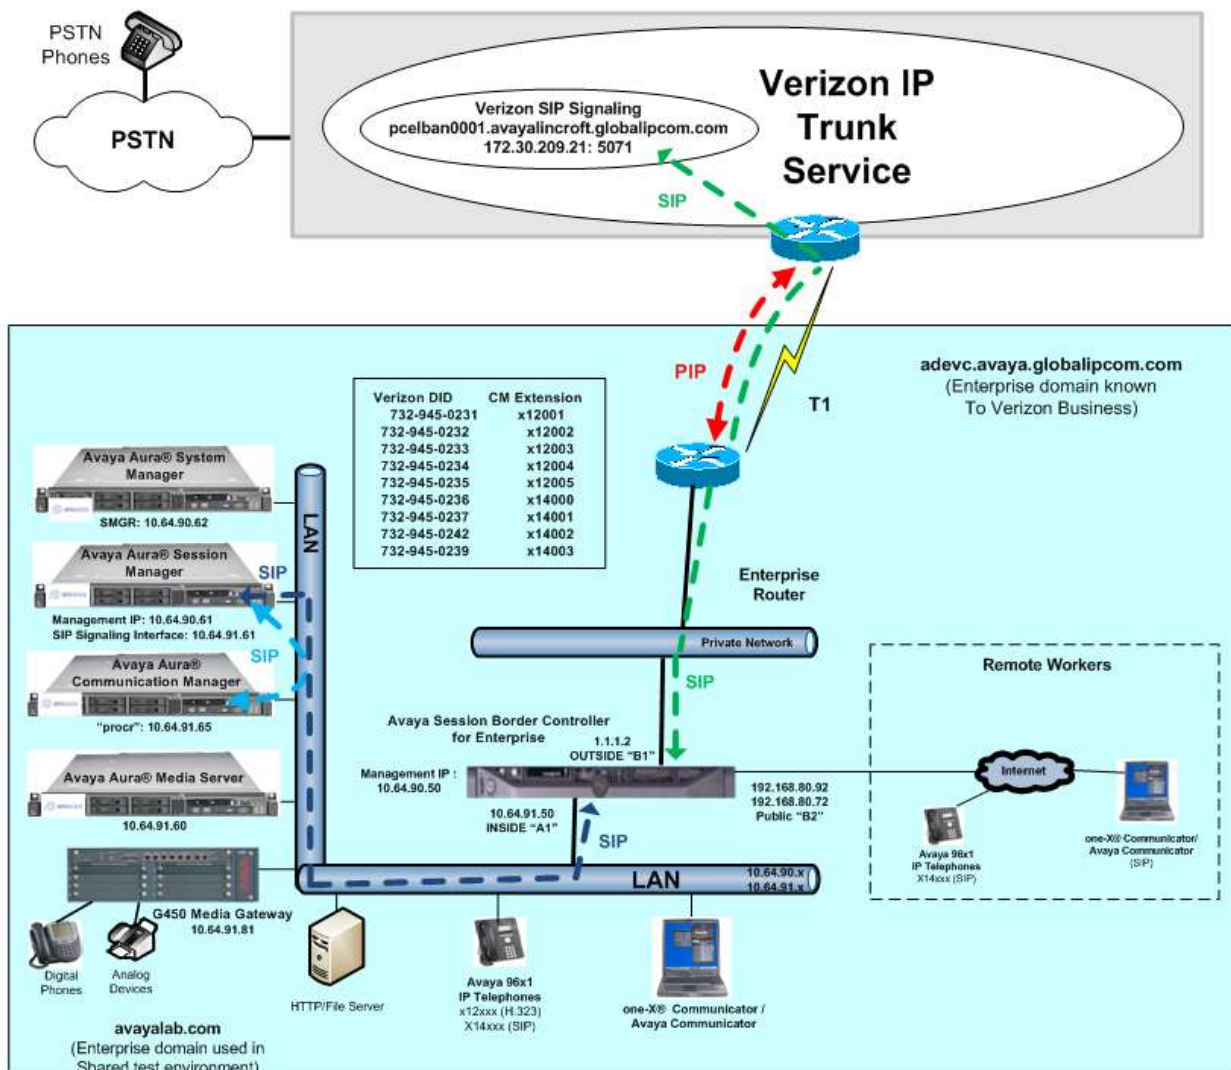 PSTN
Phones
PSTN
Verizon IP
Trunk
Service
Verizon SIP Signaling
pcelban0001.avayalincroft.globalipcom.com
172.30.209.21: 5071
SIP
PIP
T1
adevc.avaya.globalipcom.com
(Enterprise domain known
To Verizon Business)
Verizon DID CM Extension
732-945-0231 x12001
732-945-0232 x12002
732-945-0233 x12003
732-945-0234 x12004
732-945-0235 x12005
732-945-0236 x14000
732-945-0237 x14001
732-945-0242 x14002
732-945-0239 x14003
Avaya Aura® System
Manager
SMGR: 10.64.90.62
LAN
Avaya Aura® Session
Manager
SIP
Management IP: 10.64.90.61
SIP Signaling Interface: 10.64.91.61
SIP
Avaya Aura®
Communication Manager
"procr": 10.64.91.65
Avaya Aura® Media Server
10.64.91.60
G450 Media Gateway
10.64.91.81
Digital
Phones
Analog
Devices
avayalab.com
(Enterprise domain used in
Shared test environment)
Enterprise
Router
Private Network
SIP
Avaya Session Border Controller
for Enterprise
1.1.1.2
OUTSIDE "B1"
Management IP :
10.64.90.50
10.64.91.50
INSIDE "A1"
SIP
192.168.80.92
192.168.80.72
Public "B2"
LAN
10.64.90.x
10.64.91.x
HTTP/File Server
Avaya 96x1
IP Telephones
x12xxx (H.323)
X14xxx (SIP)
one-X® Communicator /
Avaya Communicator
Remote Workers
Internet
Avaya 96x1
IP Telephones
X14xxx (SIP)
one-X® Communicator/
Avaya Communicator
(SIP)